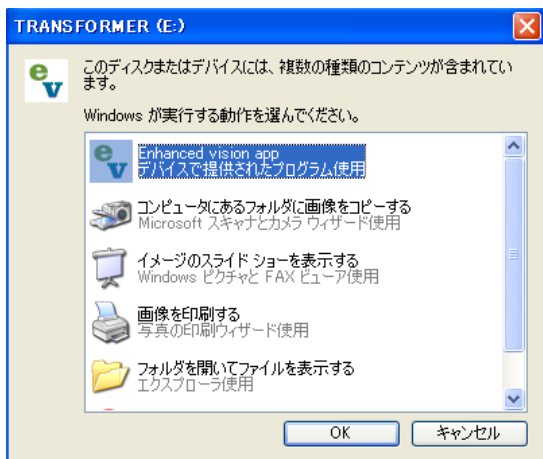 TRANSFORMER (E:)
このディスクまたはデバイスには、複数の種類のコンテンツが含まれてい
ます。
Windows が実行する動作を選んでください。
Enhanced vision app
デバイスで提供されたプログラム使用
コンピュータにあるフォルダに画像をコピーする
Microsoft スキャナとカメラ ウィザード使用
イメージのスライド ショーを表示する
Windows ピクチャと FAX ビューア使用
画像を印刷する
写真の印刷ウィザード使用
フォルダを開いてファイルを表示する
エクスプローラ使用
OK
キャンセル